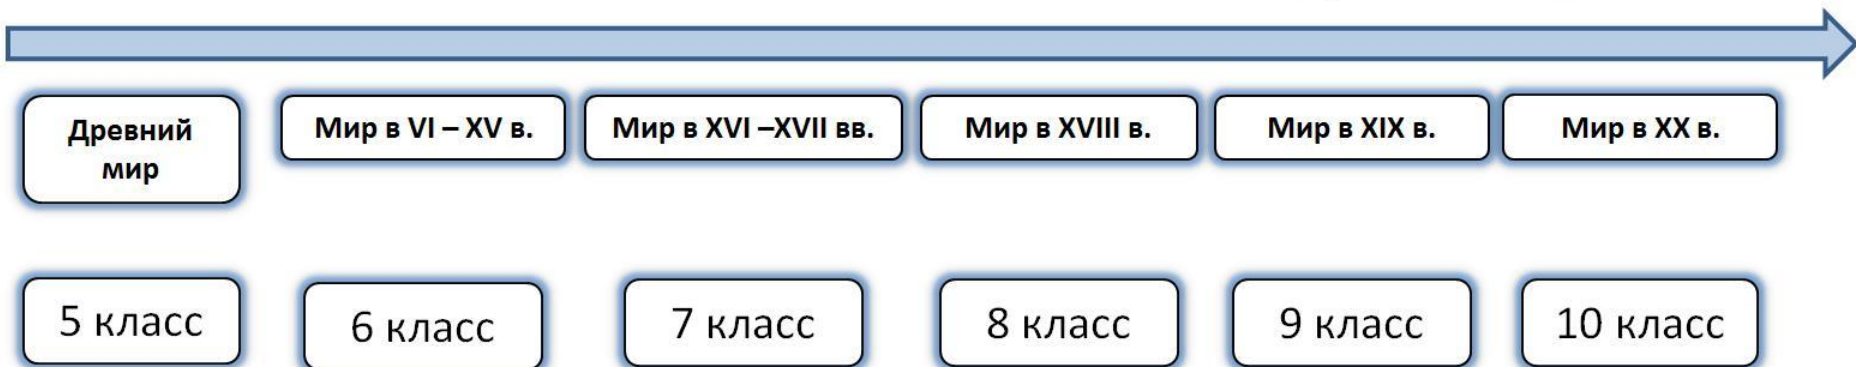 Древний
мир
Мир в VI – XV в.
Мир в XVI –XVII вв.
Мир в XVIII в.
Мир в XIX в.
Мир в XX в.
5 класс
6 класс
7 класс
8 класс
9 класс
10 класс